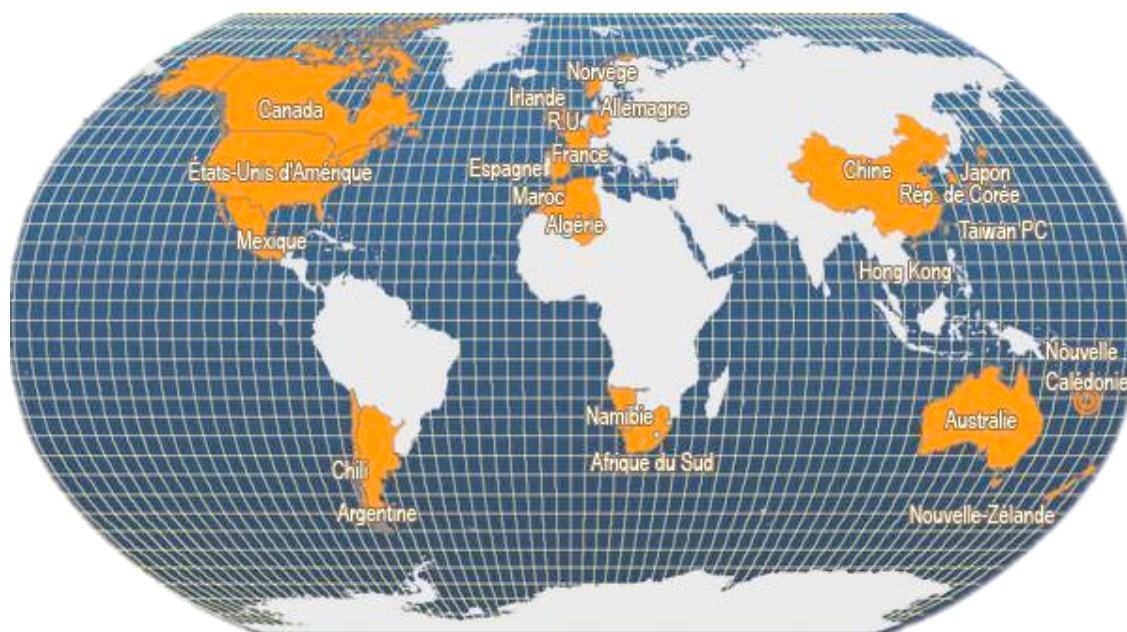 Norvège
Irlande
Allemagne
Canada
R.U.
France
Espagne
États-Unis d'Amérique
Chine
Japon
Rép. de Corée
Maroc
Algérie
Taiwan PC
Mexique
Hong Kong
Nouvelle
Calédonie
Namibie
Australie
Afrique du Sud
Chili
Argentine
Nouvelle-Zélande